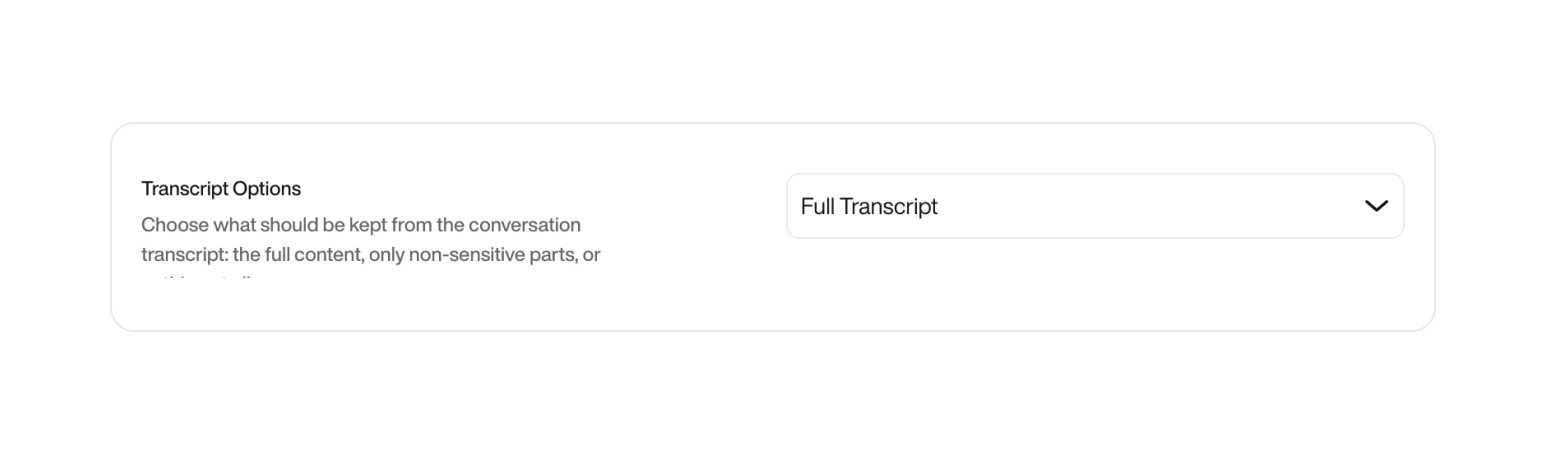 Transcript Options
Full Transcript
Choose what should be kept from the conversation
transcript: the full content, only non-sensitive parts, or